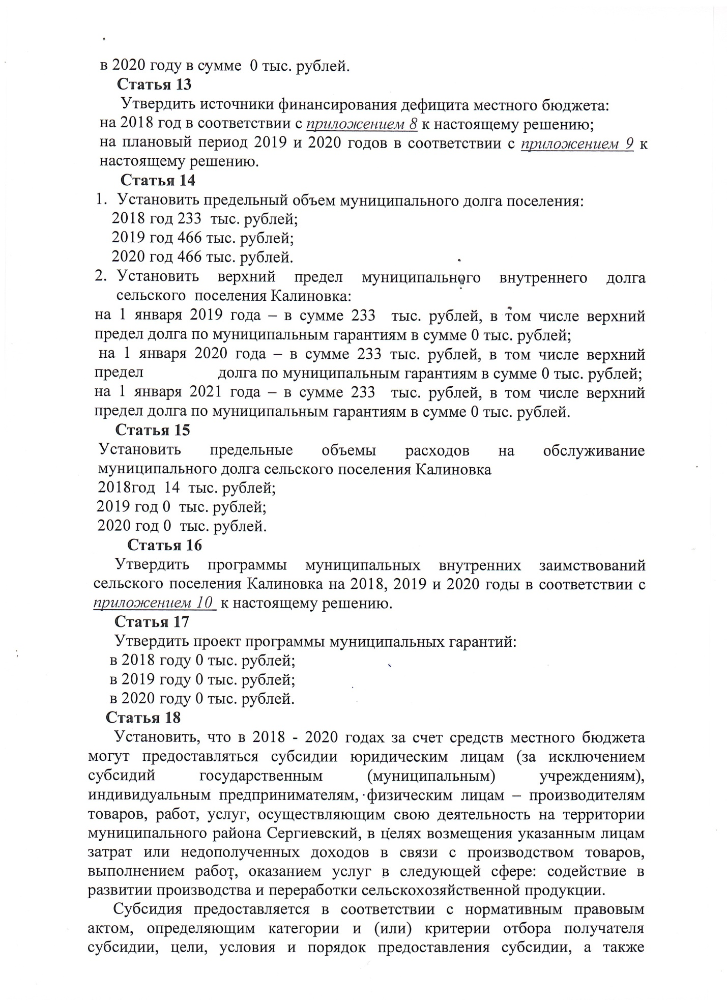 в 2020 году в сумме 0 тыс. рублей.
Статья 13
Утвердить источники финансирования дефицита местного бюджета:
на 2018 год в соответствии с приложением 8 к настоящему решению;
на плановый период 2019 и 2020 годов в соответствии с приложением 9 к
настоящему решению.
Статья 14
1. Установить предельный объем муниципального долга поселения:
2018 год 233 тыс. рублей;
2019 год 466 тыс. рублей;
2020 год 466 тыс. рублей.
2. Установить верхний предел муниципального внутреннего долга
сельского поселения Калиновка:
на 1 января 2019 года – в сумме 233 тыс. рублей, в том числе верхний
предел долга по муниципальным гарантиям в сумме 0 тыс. рублей;
на 1 января 2020 года – в сумме 233 тыс. рублей, в том числе верхний
предел долга по муниципальным гарантиям в сумме 0 тыс. рублей;
на 1 января 2021 года – в сумме 233 тыс. рублей, в том числе верхний
предел долга по муниципальным гарантиям в сумме 0 тыс. рублей.
Статья 15
Установить предельные объемы расходов на обслуживание
муниципального долга сельского поселения Калиновка
2018год 14 тыс. рублей;
2019 год 0 тыс. рублей;
2020 год 0 тыс. рублей.
Статья 16
Утвердить программы муниципальных внутренних заимствований
сельского поселения Калиновка на 2018, 2019 и 2020 годы в соответствии с
приложением 10 к настоящему решению.
Статья 17
Утвердить проект программы муниципальных гарантий:
в 2018 году 0 тыс. рублей;
в 2019 году 0 тыс. рублей;
в 2020 году 0 тыс. рублей.
Статья 18
Установить, что в 2018 - 2020 годах за счет средств местного бюджета
могут предоставляться субсидии юридическим лицам (за исключением
субсидий государственным (муниципальным) учреждениям),
индивидуальным предпринимателям, физическим лицам – производителям
товаров, работ, услуг, осуществляющим свою деятельность на территории
муниципального района Сергиевский, в целях возмещения указанным лицам
затрат или недополученных доходов в связи с производством товаров,
выполнением работ, оказанием услуг в следующей сфере: содействие в
развитии производства и переработки сельскохозяйственной продукции.
Субсидия предоставляется в соответствии с нормативным правовым
актом, определяющим категории и (или) критерии отбора получателя
субсидии, цели, условия и порядок предоставления субсидии, а также